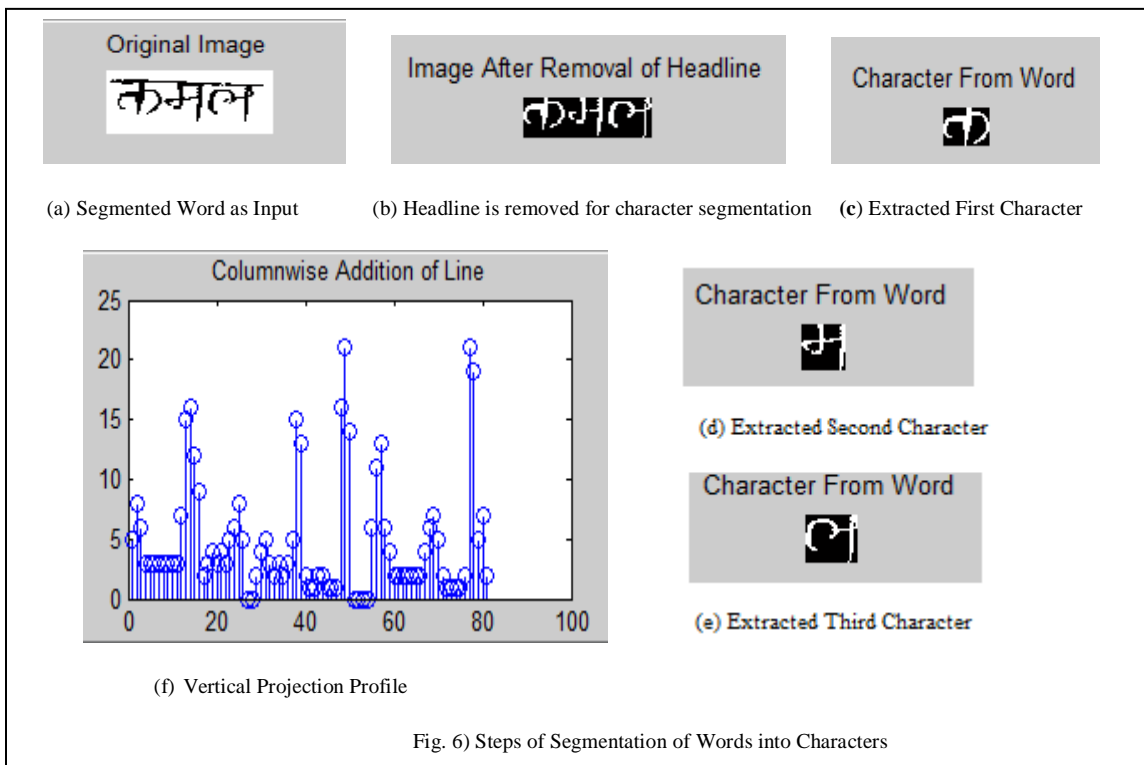 Original Image
कमल
Image After Removal of Headline
कमल
Character From Word
क
(a) Segmented Word as Input
(b) Headline is removed for character segmentation
(c) Extracted First Character
Columnwise Addition of Line
25
20
15
10
5
0
0 20 40 60 80 100
(f) Vertical Projection Profile
Character From Word
म
(d) Extracted Second Character
Character From Word
ल
(e) Extracted Third Character
Fig. 6) Steps of Segmentation of Words into Characters